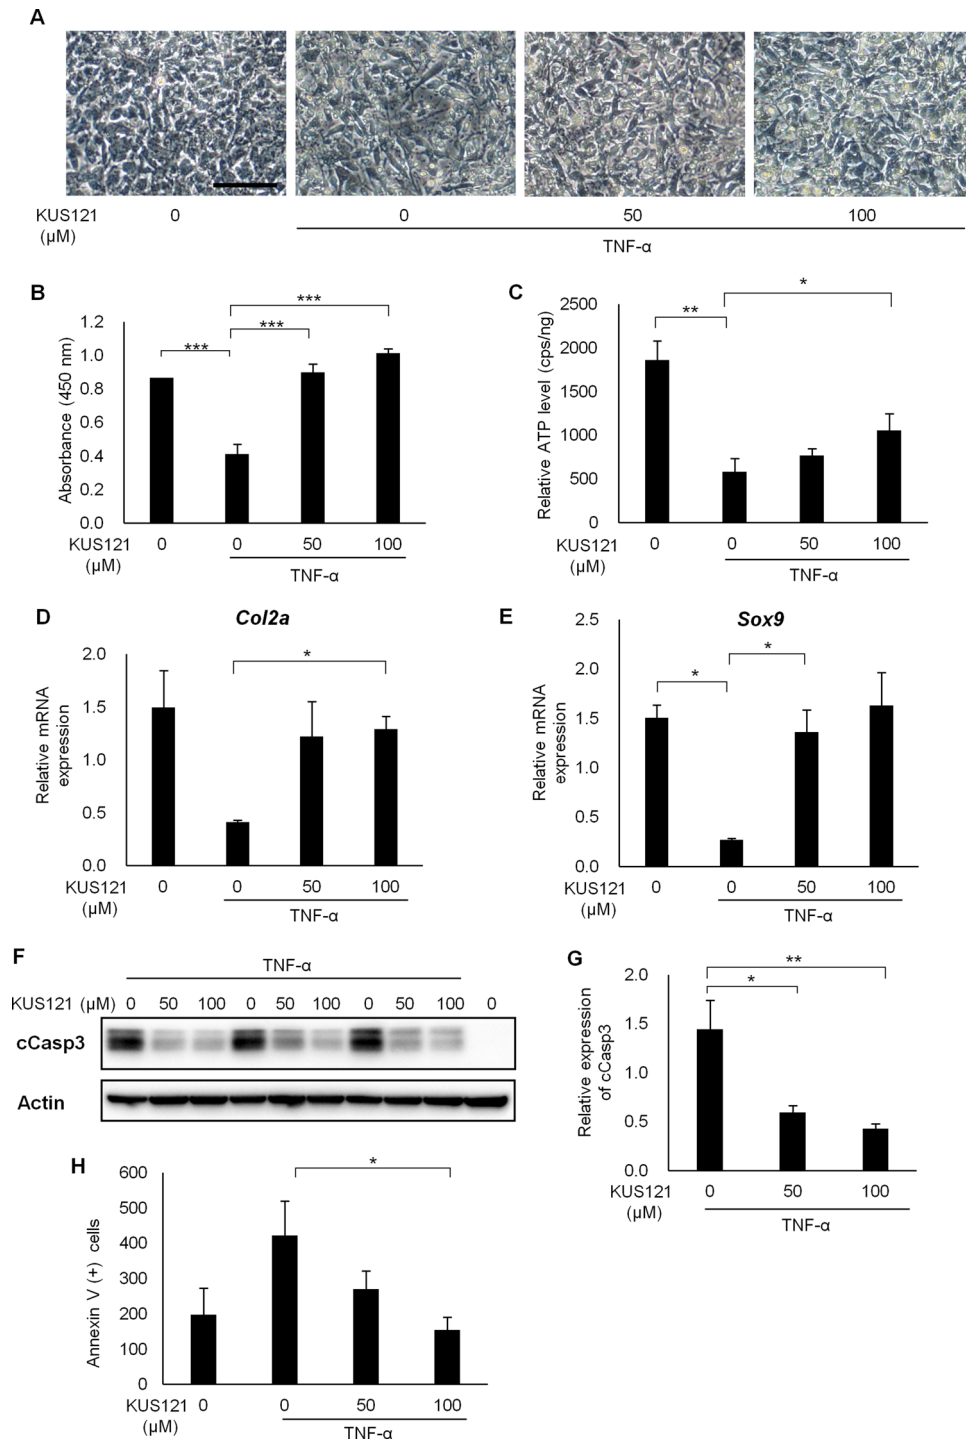 A
KUS121 0 0 50 100
(μM)
TNF-α
B
***
***
***
Absorbance (450 nm)
1.2
1.0
0.8
0.6
0.4
0.2
0.0
KUS121 0 0 50 100
(μM)
TNF-α
C
*
**
Relative ATP level (cps/ng)
2500
2000
1500
1000
500
0
KUS121 0 0 50 100
(μM)
TNF-α
D
Col2a
*
Relative mRNA
expression
2.0
1.5
1.0
0.5
0.0
KUS121 0 0 50 100
(μM)
TNF-α
E
Sox9
*
*
Relative mRNA
expression
2.5
2.0
1.5
1.0
0.5
0.0
KUS121 0 0 50 100
(μM)
TNF-α
F
TNF-α
KUS121 (μM) 0 50 100 0 50 100 0 50 100 0
cCasp3
Actin
G
**
*
Relative expression
of cCasp3
2.0
1.5
1.0
0.5
0.0
KUS121 0 50 100
(μM)
TNF-α
H
*
Annexin V (+) cells
600
500
400
300
200
100
0
KUS121 0 0 50 100
(μM)
TNF-α